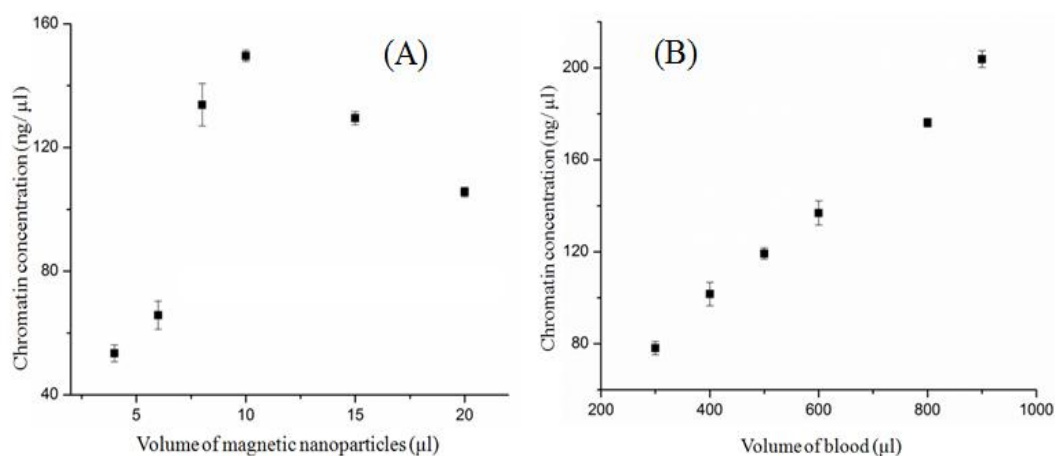 (A)
Chromatin concentration (ng/ µl)
160
120
80
40
5
10
15
20
Volume of magnetic nanoparticles (µl)
(B)
Chromatin concentration (ng/ µl)
200
160
120
80
200
400
600
800
1000
Volume of blood (µl)